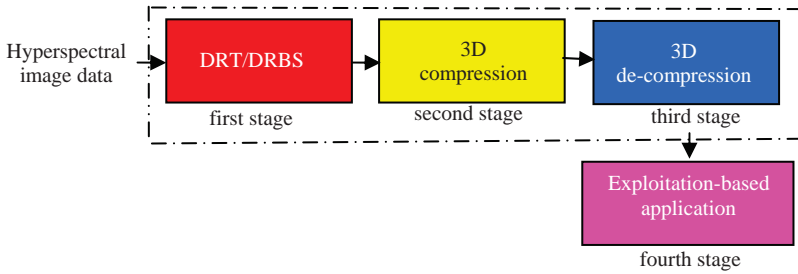 Hyperspectral
image data
DRT/DRBS
first stage
3D
compression
second stage
3D
de-compression
third stage
Exploitation-based
application
fourth stage